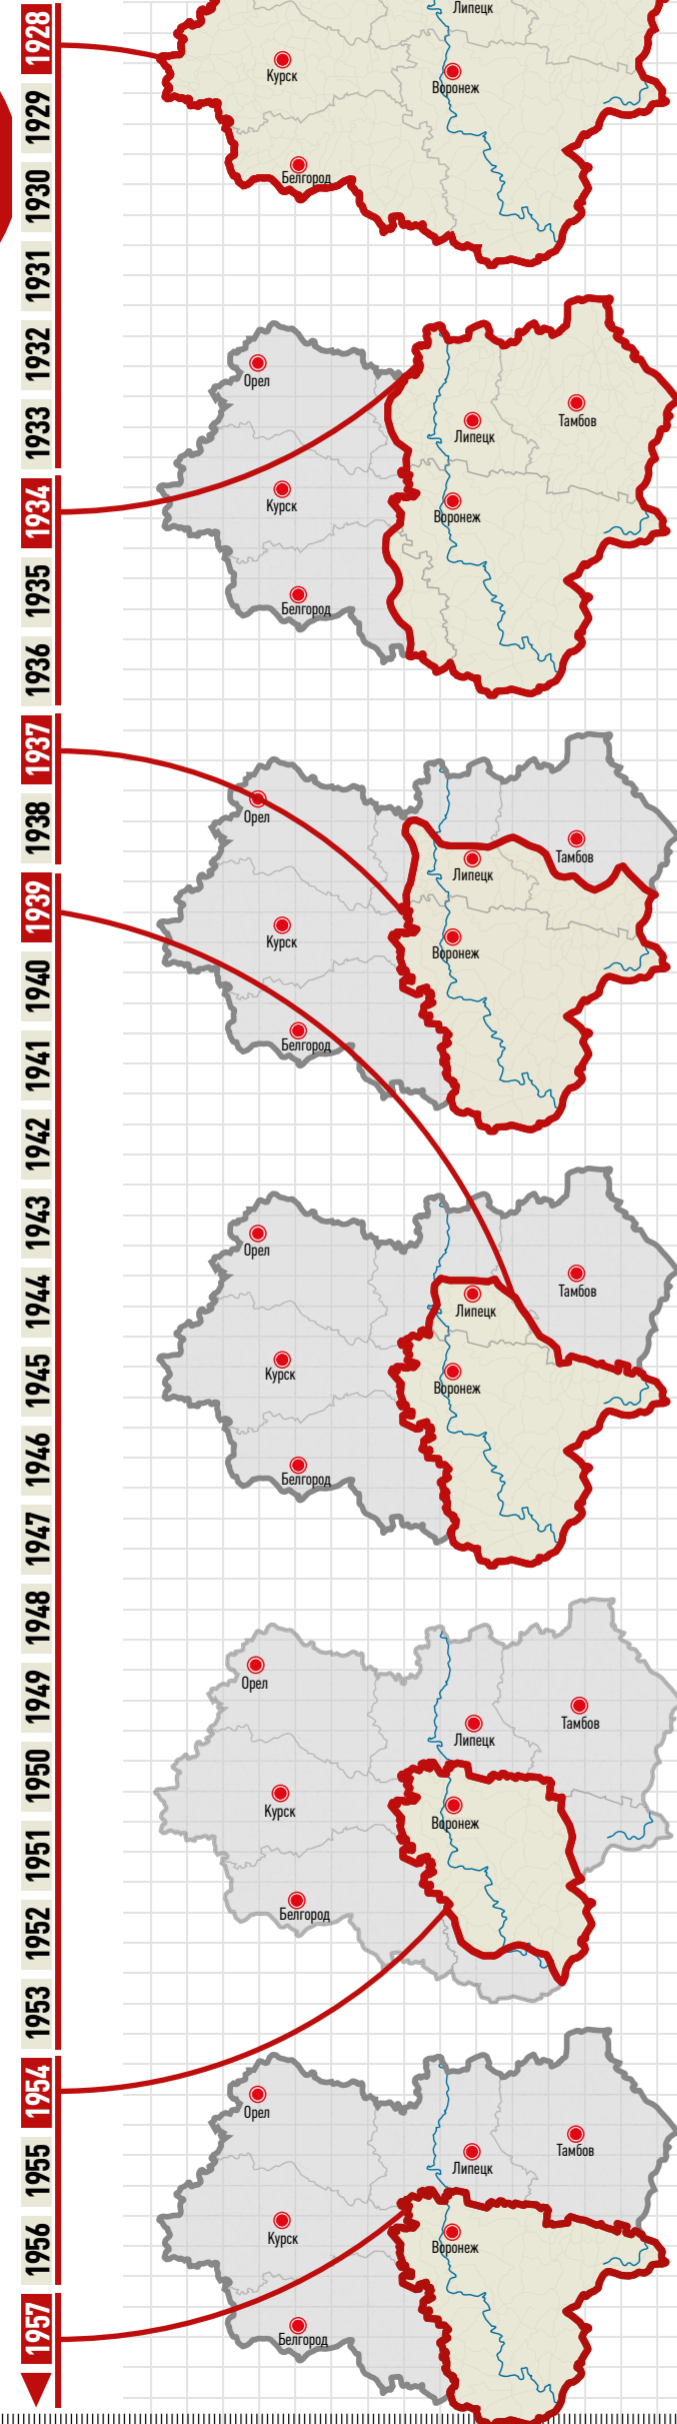 1928
1929
1930
1931
1932
1933
1934
1935
1936
1937
1938
1939
1940
1941
1942
1943
1944
1945
1946
1947
1948
1949
1950
1951
1952
1953
1954
1955
1956
1957
Липецк
Курск
Воронеж
Белгород
Орел
Липецк
Тамбов
Курск
Воронеж
Белгород
Орел
Липецк
Тамбов
Курск
Воронеж
Белгород
Орел
Липецк
Тамбов
Курск
Воронеж
Белгород
Орел
Липецк
Тамбов
Курск
Воронеж
Белгород
Орел
Липецк
Тамбов
Курск
Воронеж
Белгород